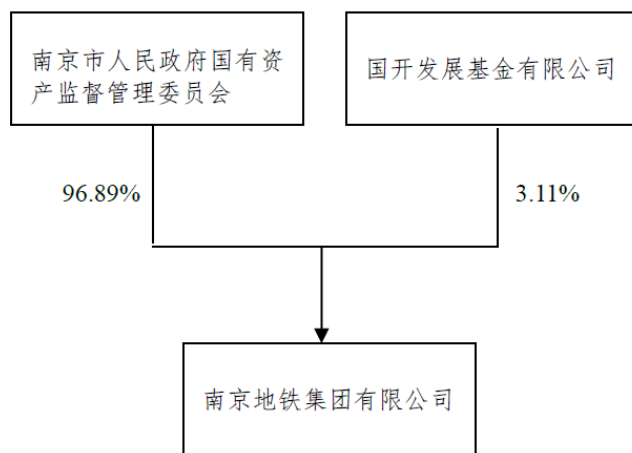 南京市人民政府国有资
产监督管理委员会
国开发展基金有限公司
96.89%
3.11%
南京地铁集团有限公司